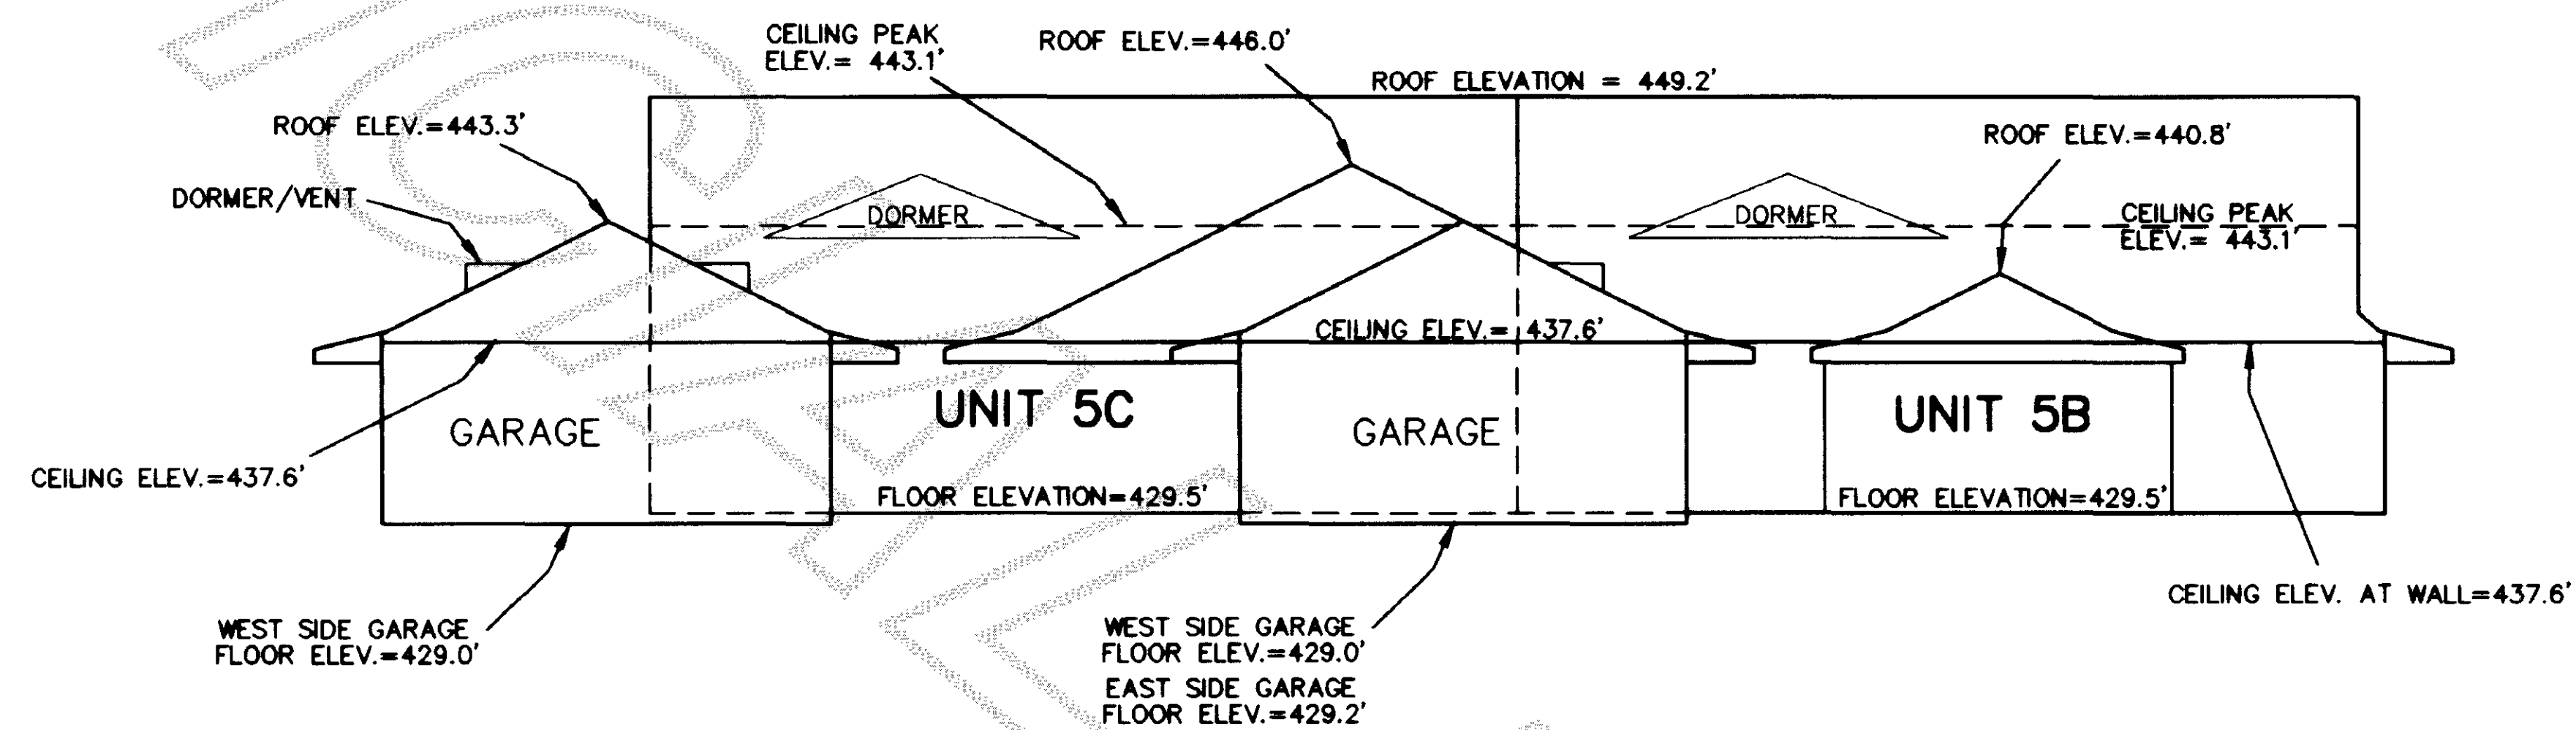 CEILING PEAK
ELEV.= 443.1'
ROOF ELEV.=446.0'
ROOF ELEVATION = 449.2'
ROOF ELEV.=443.3'
ROOF ELEV.=440.8'
DORMER/VENT
DORMER
DORMER
CEILING PEAK
ELEV.= 443.1'
CEILING ELEV.= 437.6'
UNIT 5C
UNIT 5B
GARAGE
GARAGE
CEILING ELEV.=437.6'
FLOOR ELEVATION=429.5'
FLOOR ELEVATION=429.5'
CEILING ELEV. AT WALL=437.6'
WEST SIDE GARAGE
FLOOR ELEV.=429.0'
WEST SIDE GARAGE
FLOOR ELEV.=429.0'
EAST SIDE GARAGE
FLOOR ELEV.=429.2'